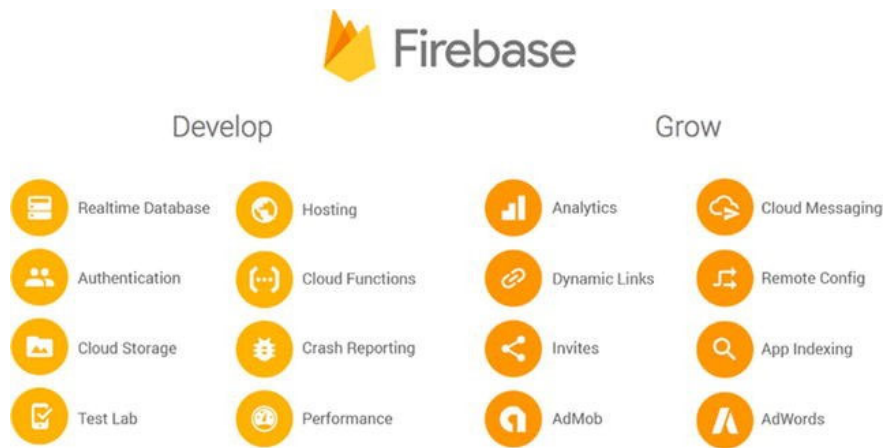 Firebase
Develop
Grow
Realtime Database
Hosting
Analytics
Cloud Messaging
Authentication
Cloud Functions
Dynamic Links
Remote Config
Cloud Storage
Crash Reporting
Invites
App Indexing
Test Lab
Performance
AdMob
AdWords